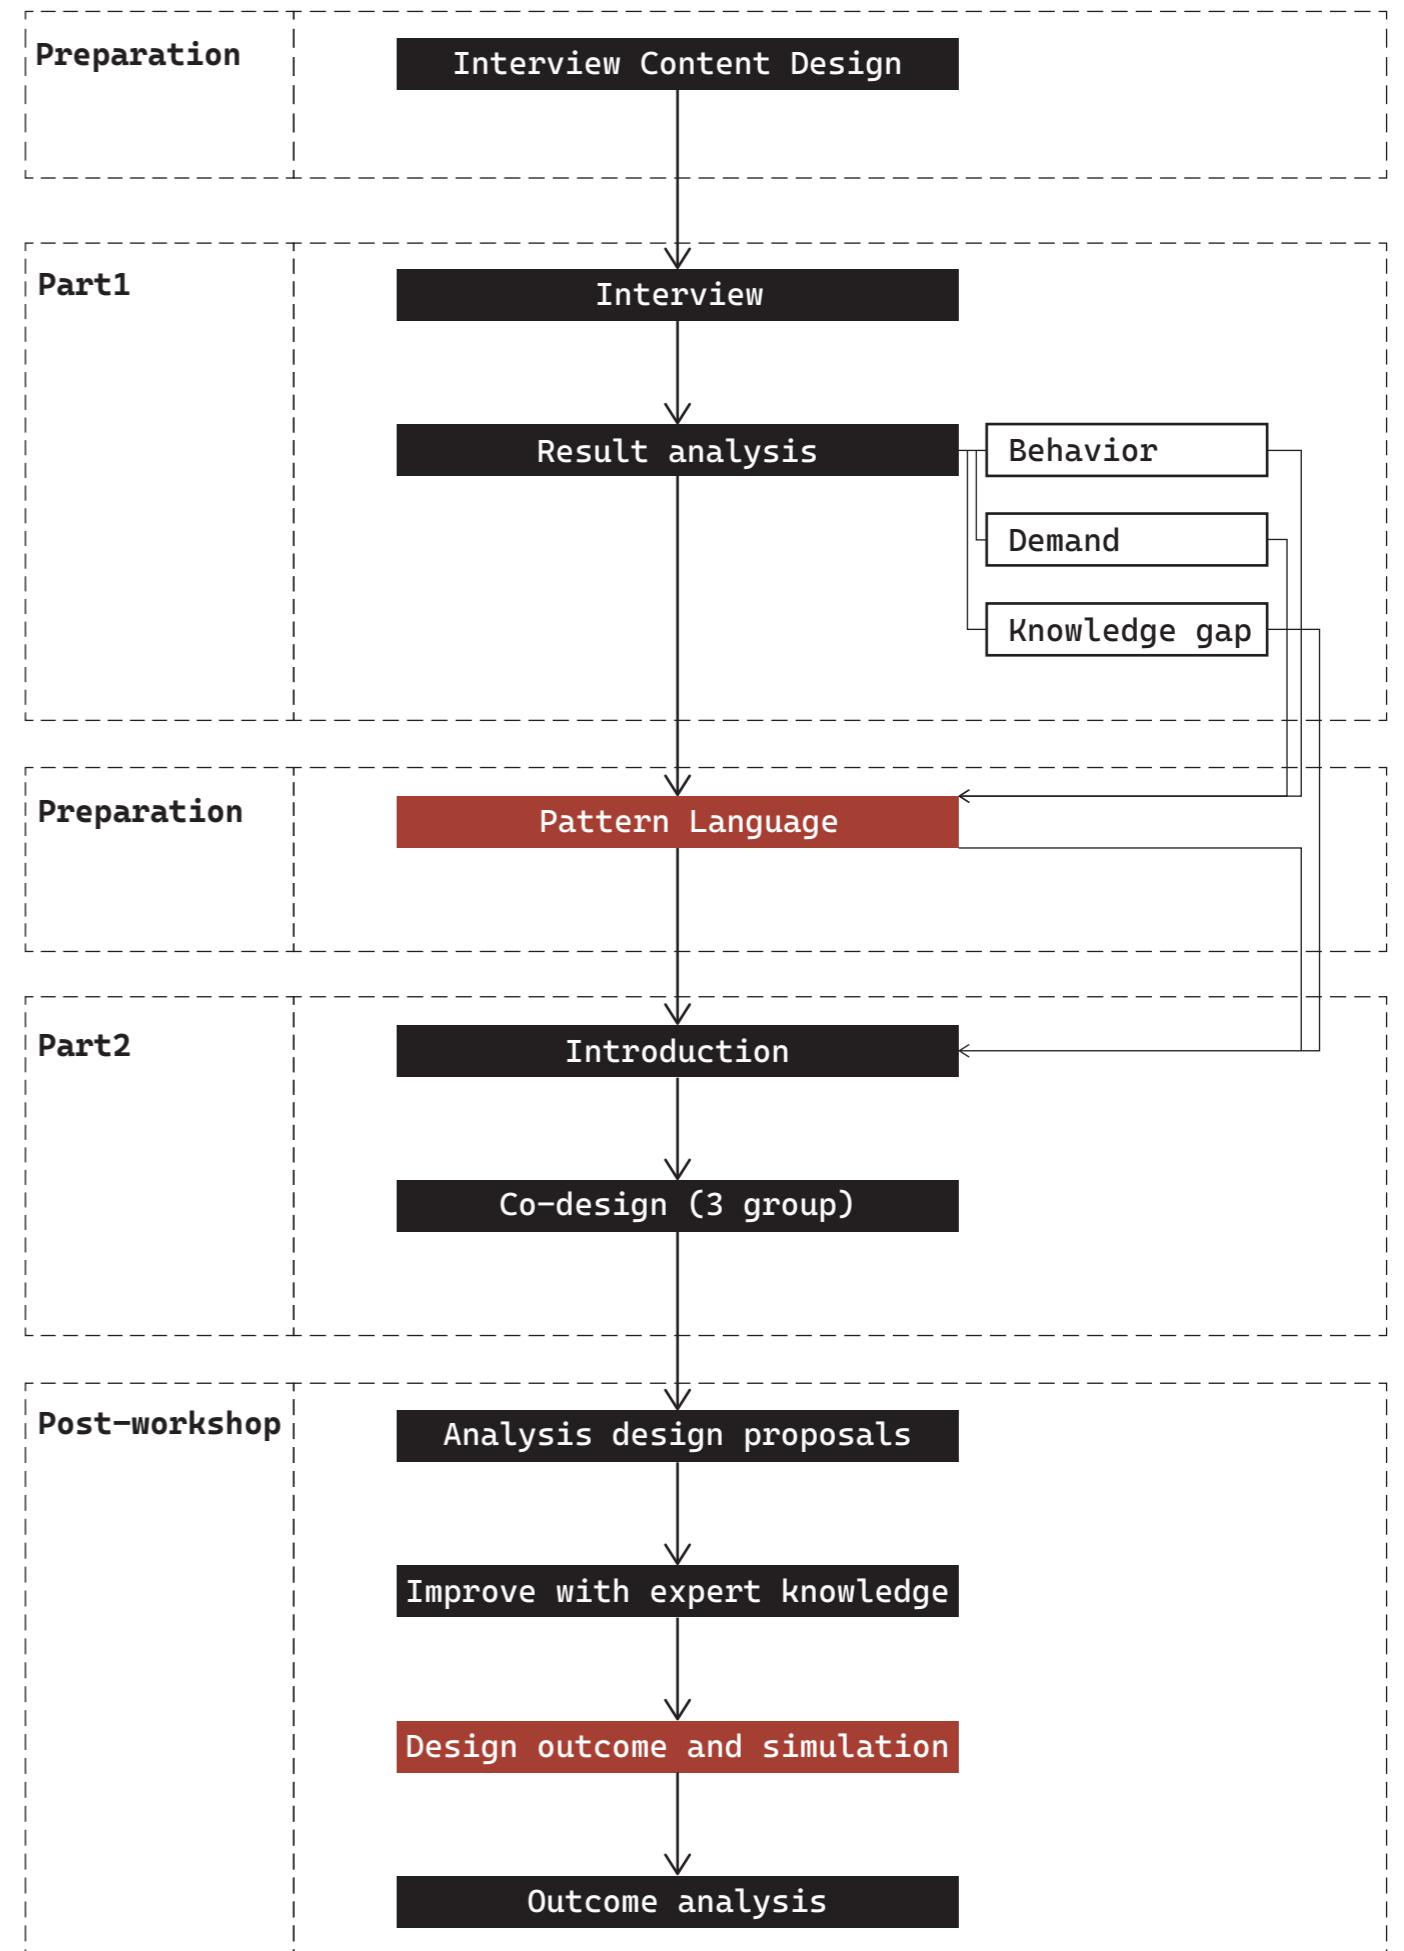 Preparation
Interview Content Design
Part1
Interview
Result analysis
Behavior
Demand
Knowledge gap
Preparation
Pattern Language
Part2
Introduction
Co-design (3 group)
Post-workshop
Analysis design proposals
Improve with expert knowledge
Design outcome and simulation
Outcome analysis